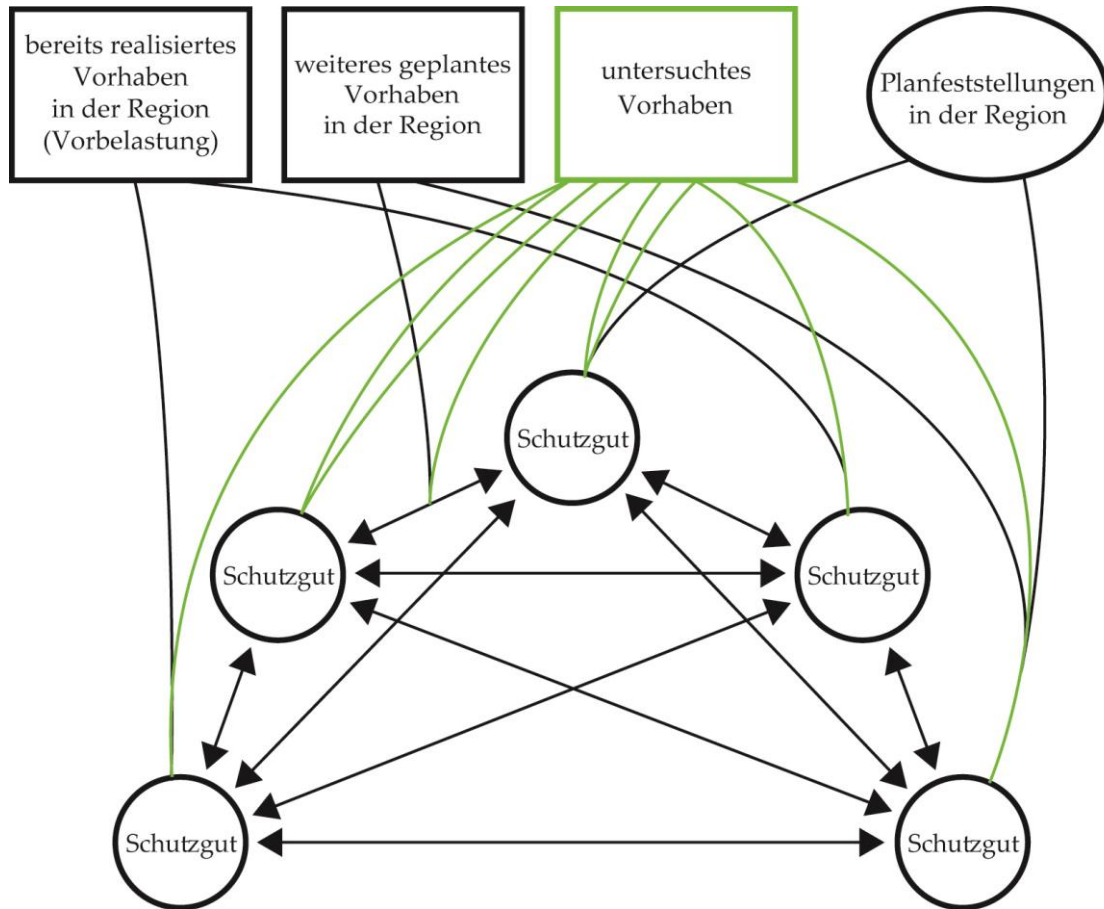 bereits realisiertes
Vorhaben
in der Region
(Vorbelastung)
weiteres geplantes
Vorhaben
in der Region
untersuchtes
Vorhaben
Planfeststellungen
in der Region
Schutzgut
Schutzgut
Schutzgut
Schutzgut
Schutzgut